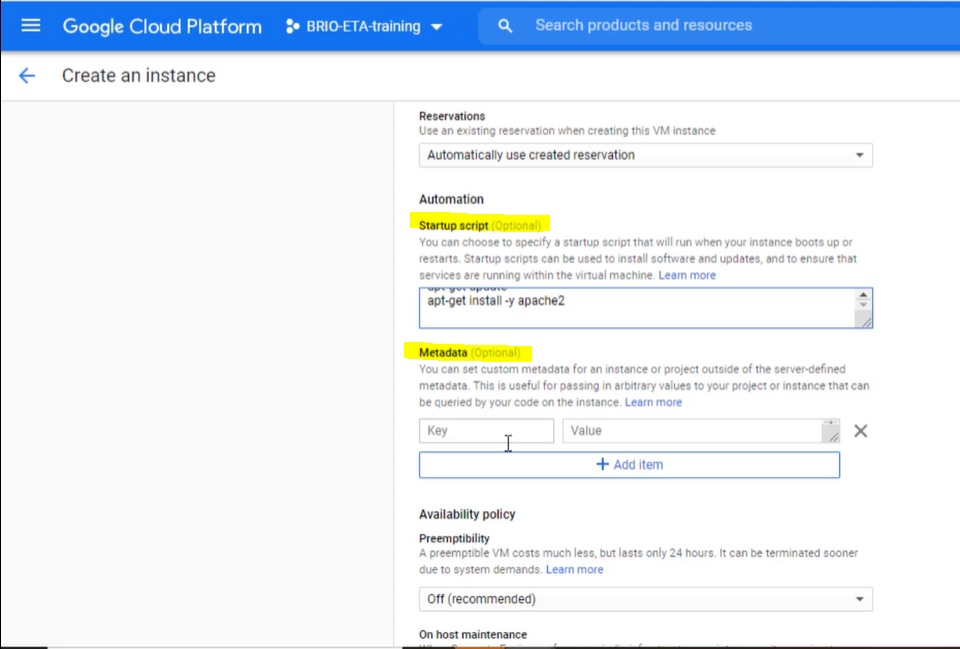 Google Cloud Platform
BRIO-ETA-training
Search products and resources
Create an instance
Reservations
Use an existing reservation when creating this VM instance
Automatically use created reservation
Automation
Startup script (Optional)
You can choose to specify a startup script that will run when your instance boots up or
restarts. Startup scripts can be used to install software and updates, and to ensure that
services are running within the virtual machine. Learn more
apt-get update
apt-get install -y apache2
Metadata (Optional)
You can set custom metadata for an instance or project outside of the server-defined
metadata. This is useful for passing in arbitrary values to your project or instance that can
be queried by your code on the instance. Learn more
Key
Value
Add item
Availability policy
Preemptibility
A preemptible VM costs much less, but lasts only 24 hours. It can be terminated sooner
due to system demands. Learn more
Off (recommended)
On host maintenance